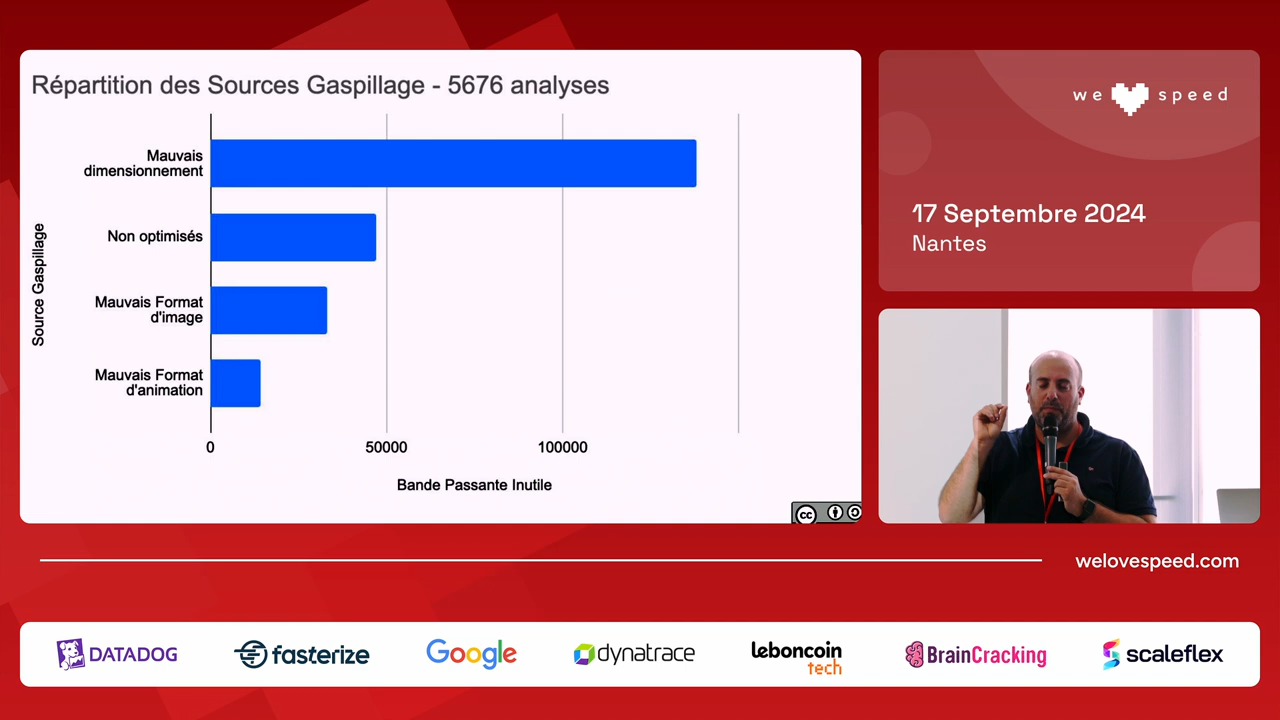 Répartition des Sources Gaspillage - 5676 analyses
Mauvais
dimensionnement
Non optimisés
Mauvais Format
d'image
Mauvais Format
d'animation
Source Gaspillage
0
50000
100000
Bande Passante Inutile
cc
we speed
17 Septembre 2024
Nantes
welovespeed.com
DATADOG
fasterize
Google
dynatrace
leboncoin
tech
BrainCracking
scaleflex